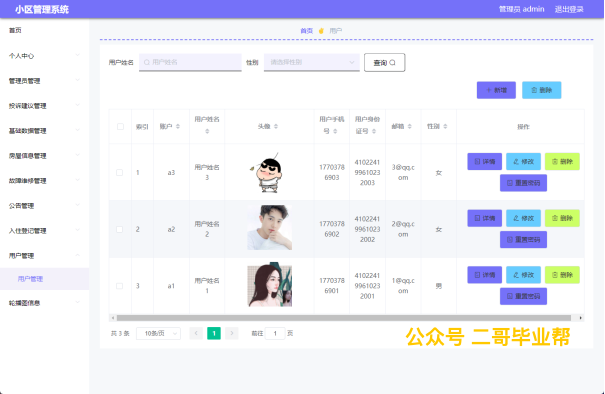 小区管理系统
管理员 admin 退出登录
首页
首页 用户
个人中心
管理员管理
投诉建议管理
基础数据管理
房屋信息管理
故障维修管理
公告管理
入住登记管理
用户管理
用户管理
轮播图信息
用户姓名 用户姓名 性别 请选择性别 查询
新增 删除
索引 账户 用户姓名 头像 用户手机号 用户身份证号 邮箱 性别 操作
1 a3 用户姓名3 17703786903 410224199610232003 3@qq.com 女 详情 修改 删除
重置密码
2 a2 用户姓名2 17703786902 410224199610232002 2@qq.com 女 详情 修改 删除
重置密码
3 a1 用户姓名1 17703786901 410224199610232001 1@qq.com 男 详情 修改 删除
重置密码
共 3 条 10条/页 1 前往 1 页
公众号 二哥毕业帮